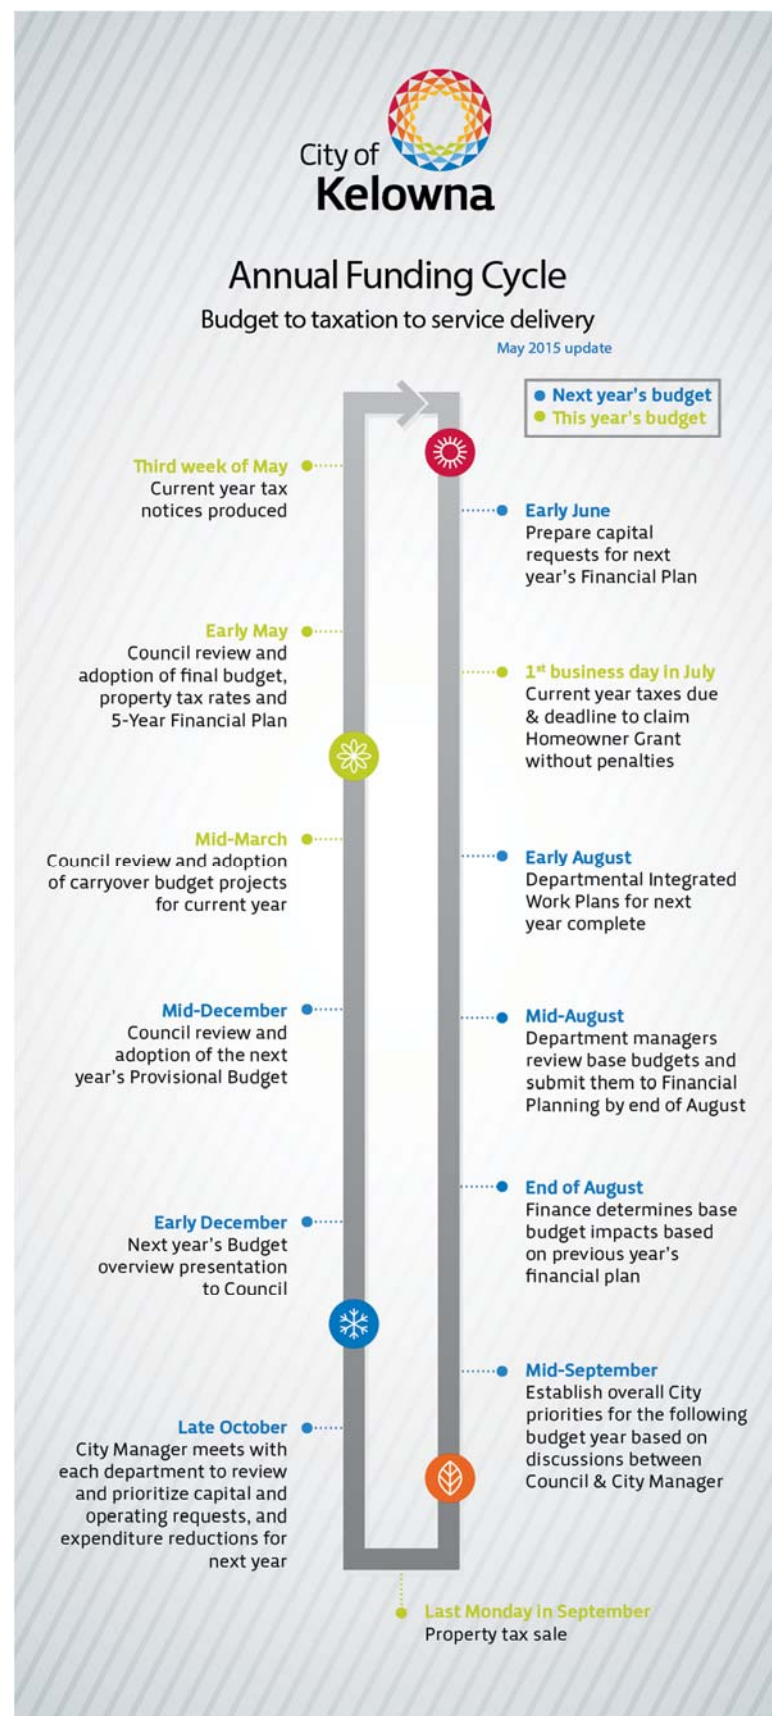 City of
Kelowna
Annual Funding Cycle
Budget to taxation to service delivery
May 2015 update
Next year's budget
This year's budget
Third week of May
Current year tax
notices produced
Early May
Council review and
adoption of final budget,
property tax rates and
5-Year Financial Plan
Mid-March
Council review and adoption
of carryover budget projects
for current year
Mid-December
Council review and
adoption of the next
year's Provisional Budget
Early December
Next year's Budget
overview presentation
to Council
Late October
City Manager meets with
each department to review
and prioritize capital and
operating requests, and
expenditure reductions for
next year
Early June
Prepare capital
requests for next
year's Financial Plan
1st business day in July
Current year taxes due
& deadline to claim
Homeowner Grant
without penalties
Early August
Departmental Integrated
Work Plans for next
year complete
Mid-August
Department managers
review base budgets and
submit them to Financial
Planning by end of August
End of August
Finance determines base
budget impacts based
on previous year's
financial plan
Mid-September
Establish overall City
priorities for the following
budget year based on
discussions between
Council & City Manager
Last Monday in September
Property tax sale